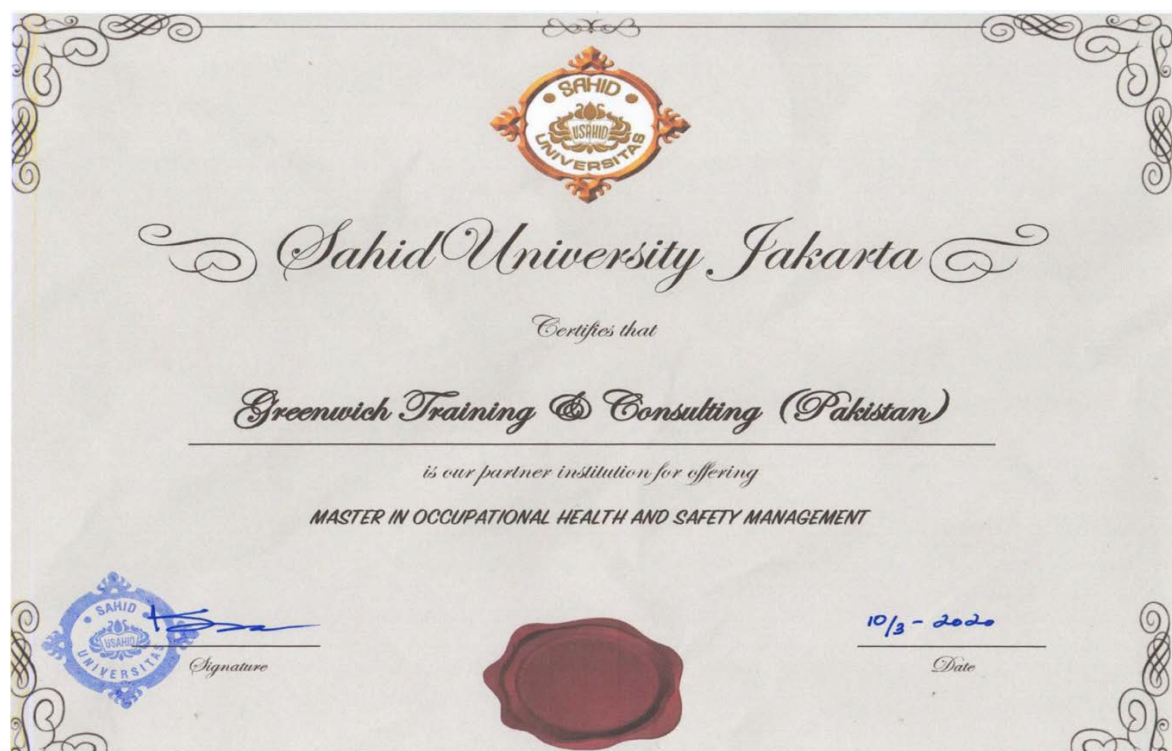 SAHID
USAHID
UNIVERSITAS
Sahid University Jakarta
Certifies that
Greenwich Training & Consulting (Pakistan)
is our partner institution for offering
MASTER IN OCCUPATIONAL HEALTH AND SAFETY MANAGEMENT
SAHID
USAHID
UNIVERSITAS
10/3 - 2020
Signature
Date